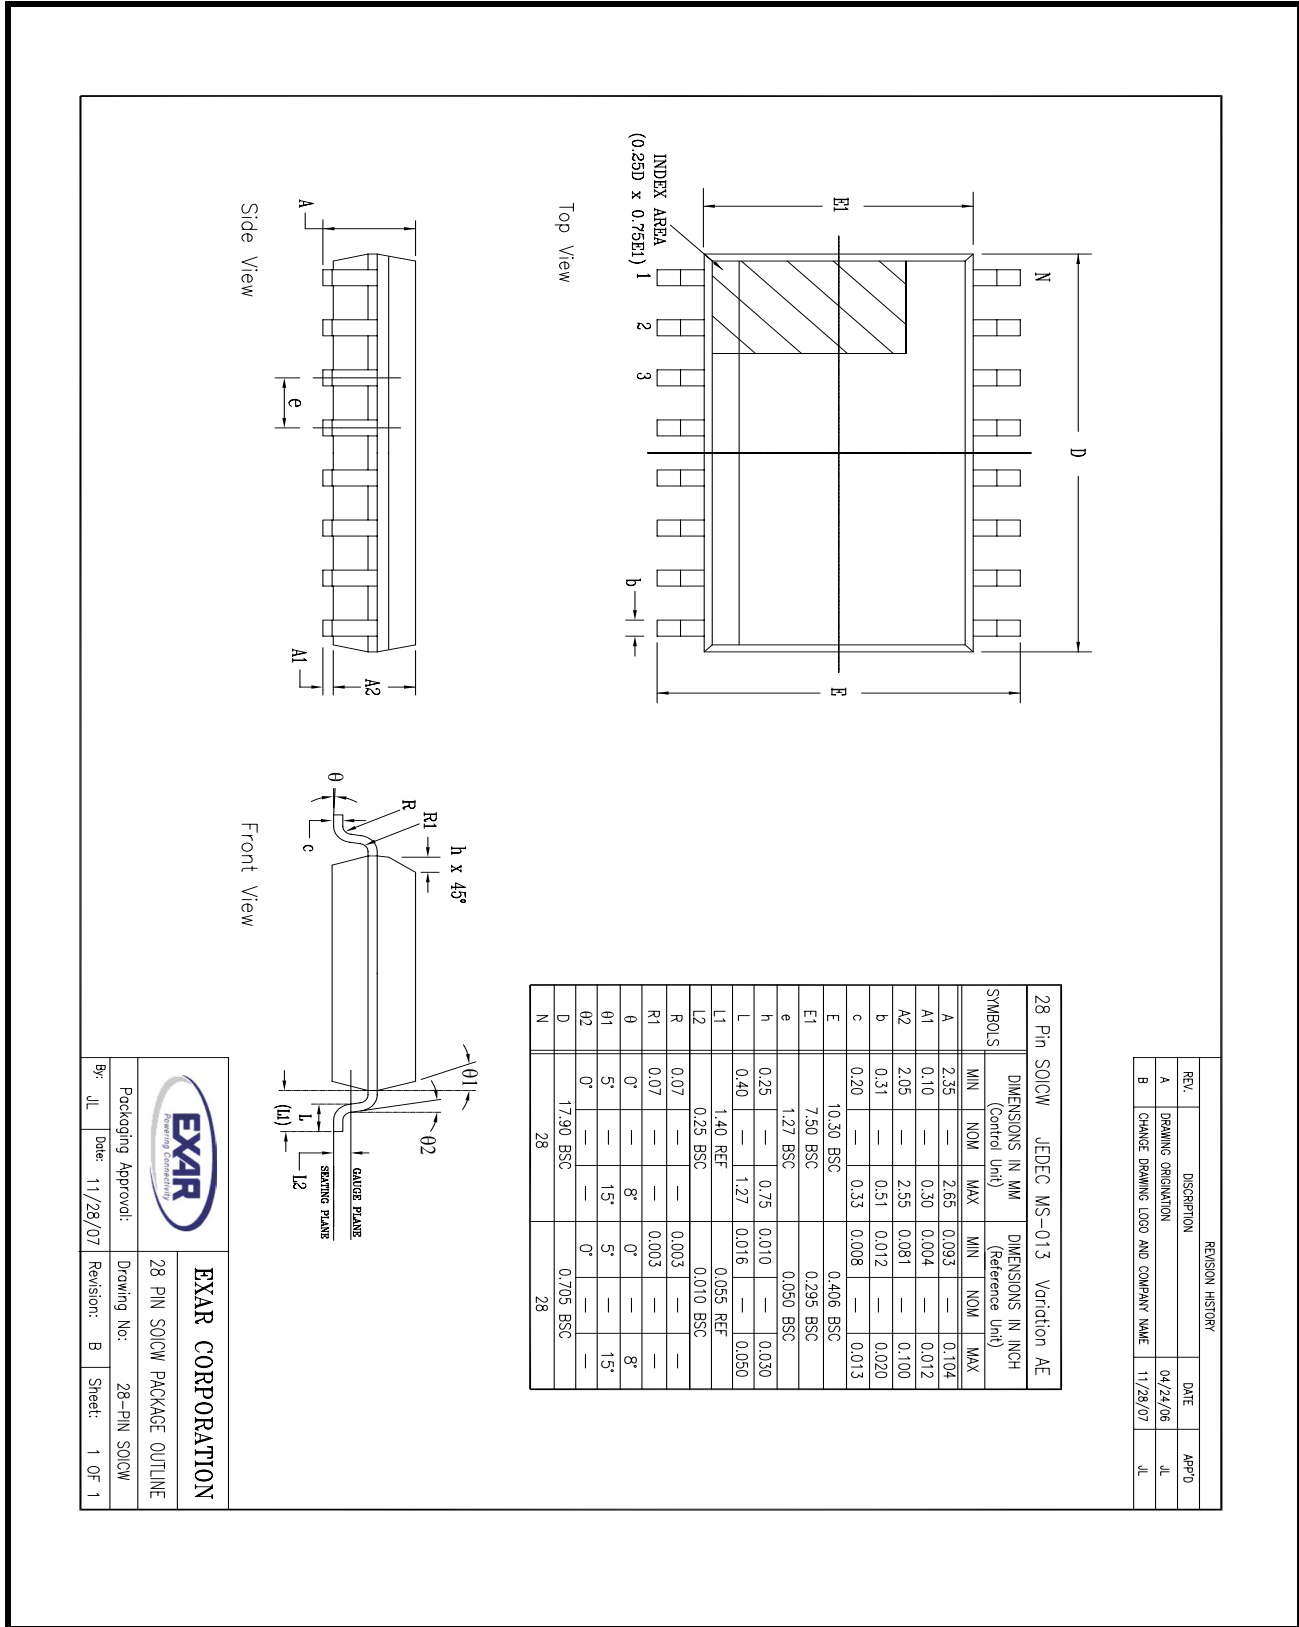 REVISION HISTORY
REV. DISCRIPTION DATE APP'D
A DRAWING ORIGINATION 04/24/06 JL
B CHANGE DRAWING LOGO AND COMPANY NAME 11/28/07 JL
E1
D
N
E
b
1
2
3
INDEX AREA
(0.25D x 0.75E1)
Top View
A
e
A1
A2
Side View
28 Pin SOICW JEDEC MS-013 Variation AE
SYMBOLS DIMENSIONS IN MM (Control Unit) DIMENSIONS IN INCH (Reference Unit)
MIN NOM MAX MIN NOM MAX
A 2.35 — 2.65 0.093 — 0.104
A1 0.10 — 0.30 0.004 — 0.012
A2 2.05 — 2.55 0.081 — 0.100
b 0.31 — 0.51 0.012 — 0.020
c 0.20 — 0.33 0.008 — 0.013
E 10.30 BSC 0.406 BSC
E1 7.50 BSC 0.295 BSC
e 1.27 BSC 0.050 BSC
h 0.25 — 0.75 0.010 — 0.030
L 0.40 — 1.27 0.016 — 0.050
L1 1.40 REF 0.055 REF
L2 0.25 BSC 0.010 BSC
R 0.07 — — 0.003 — —
R1 0.07 — — 0.003 — —
θ 0° — 8° 0° — 8°
θ1 5° — 15° 5° — 15°
θ2 0° — — 0° — —
D 17.90 BSC 0.705 BSC
N 28 28
h x 45°
R1
R
θ
c
θ1
θ2
L
(L1)
L2
GAUGE PLANE
SEATING PLANE
Front View
EXAR
Powering Connectivity
EXAR CORPORATION
28 PIN SOICW PACKAGE OUTLINE
Packaging Approval:
Drawing No: 28-PIN SOICW
By: JL Date: 11/28/07 Revision: B Sheet: 1 OF 1